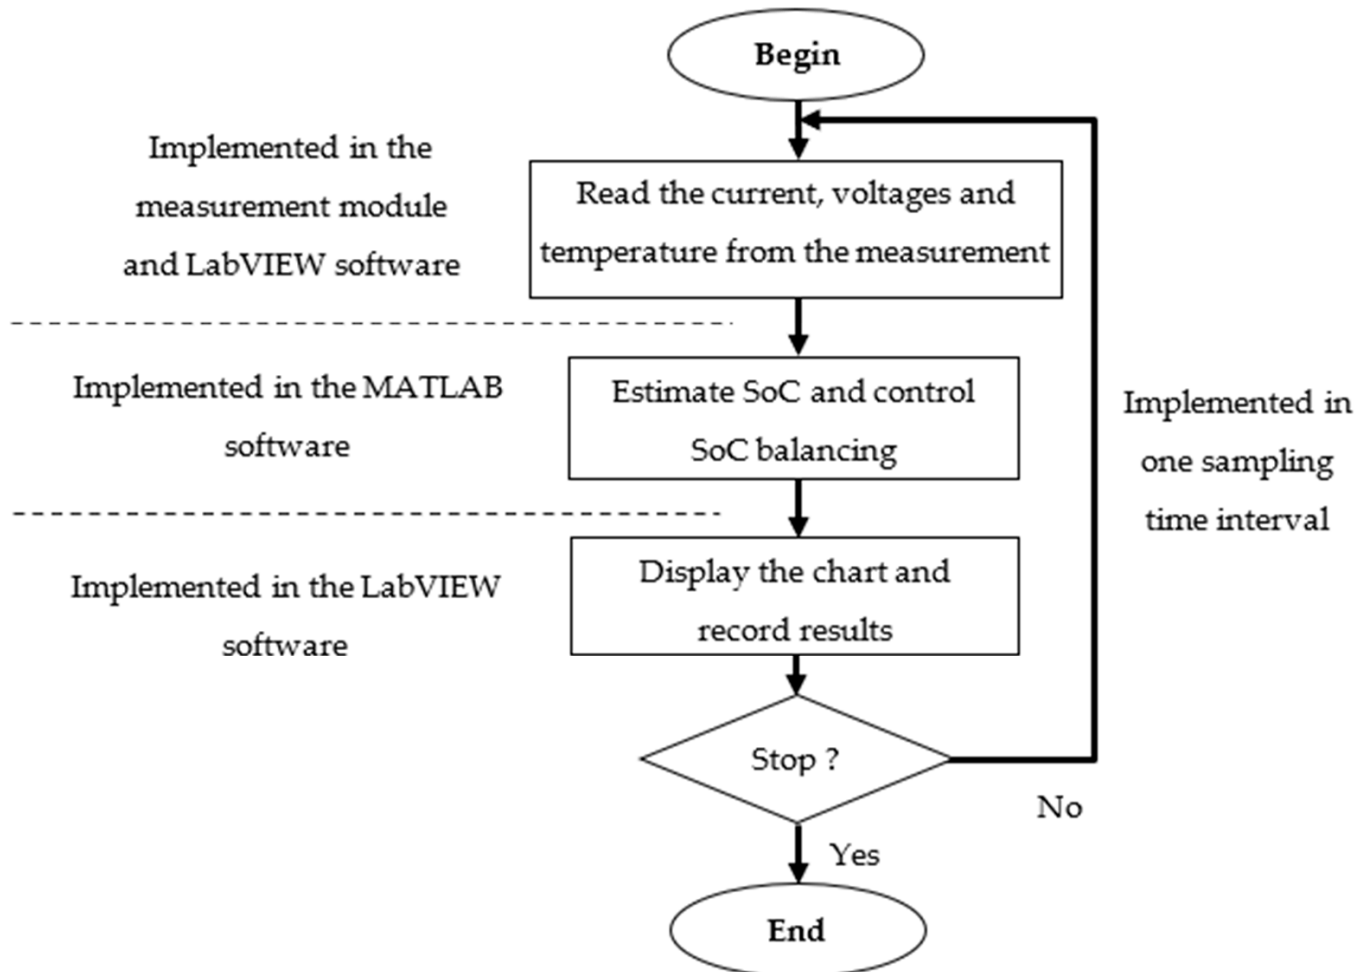 Begin
Implemented in the
measurement module
and LabVIEW software
Read the current, voltages and
temperature from the measurement
Implemented in the MATLAB
software
Estimate SoC and control
SoC balancing
Implemented in
one sampling
time interval
Implemented in the LabVIEW
software
Display the chart and
record results
Stop ?
No
Yes
End